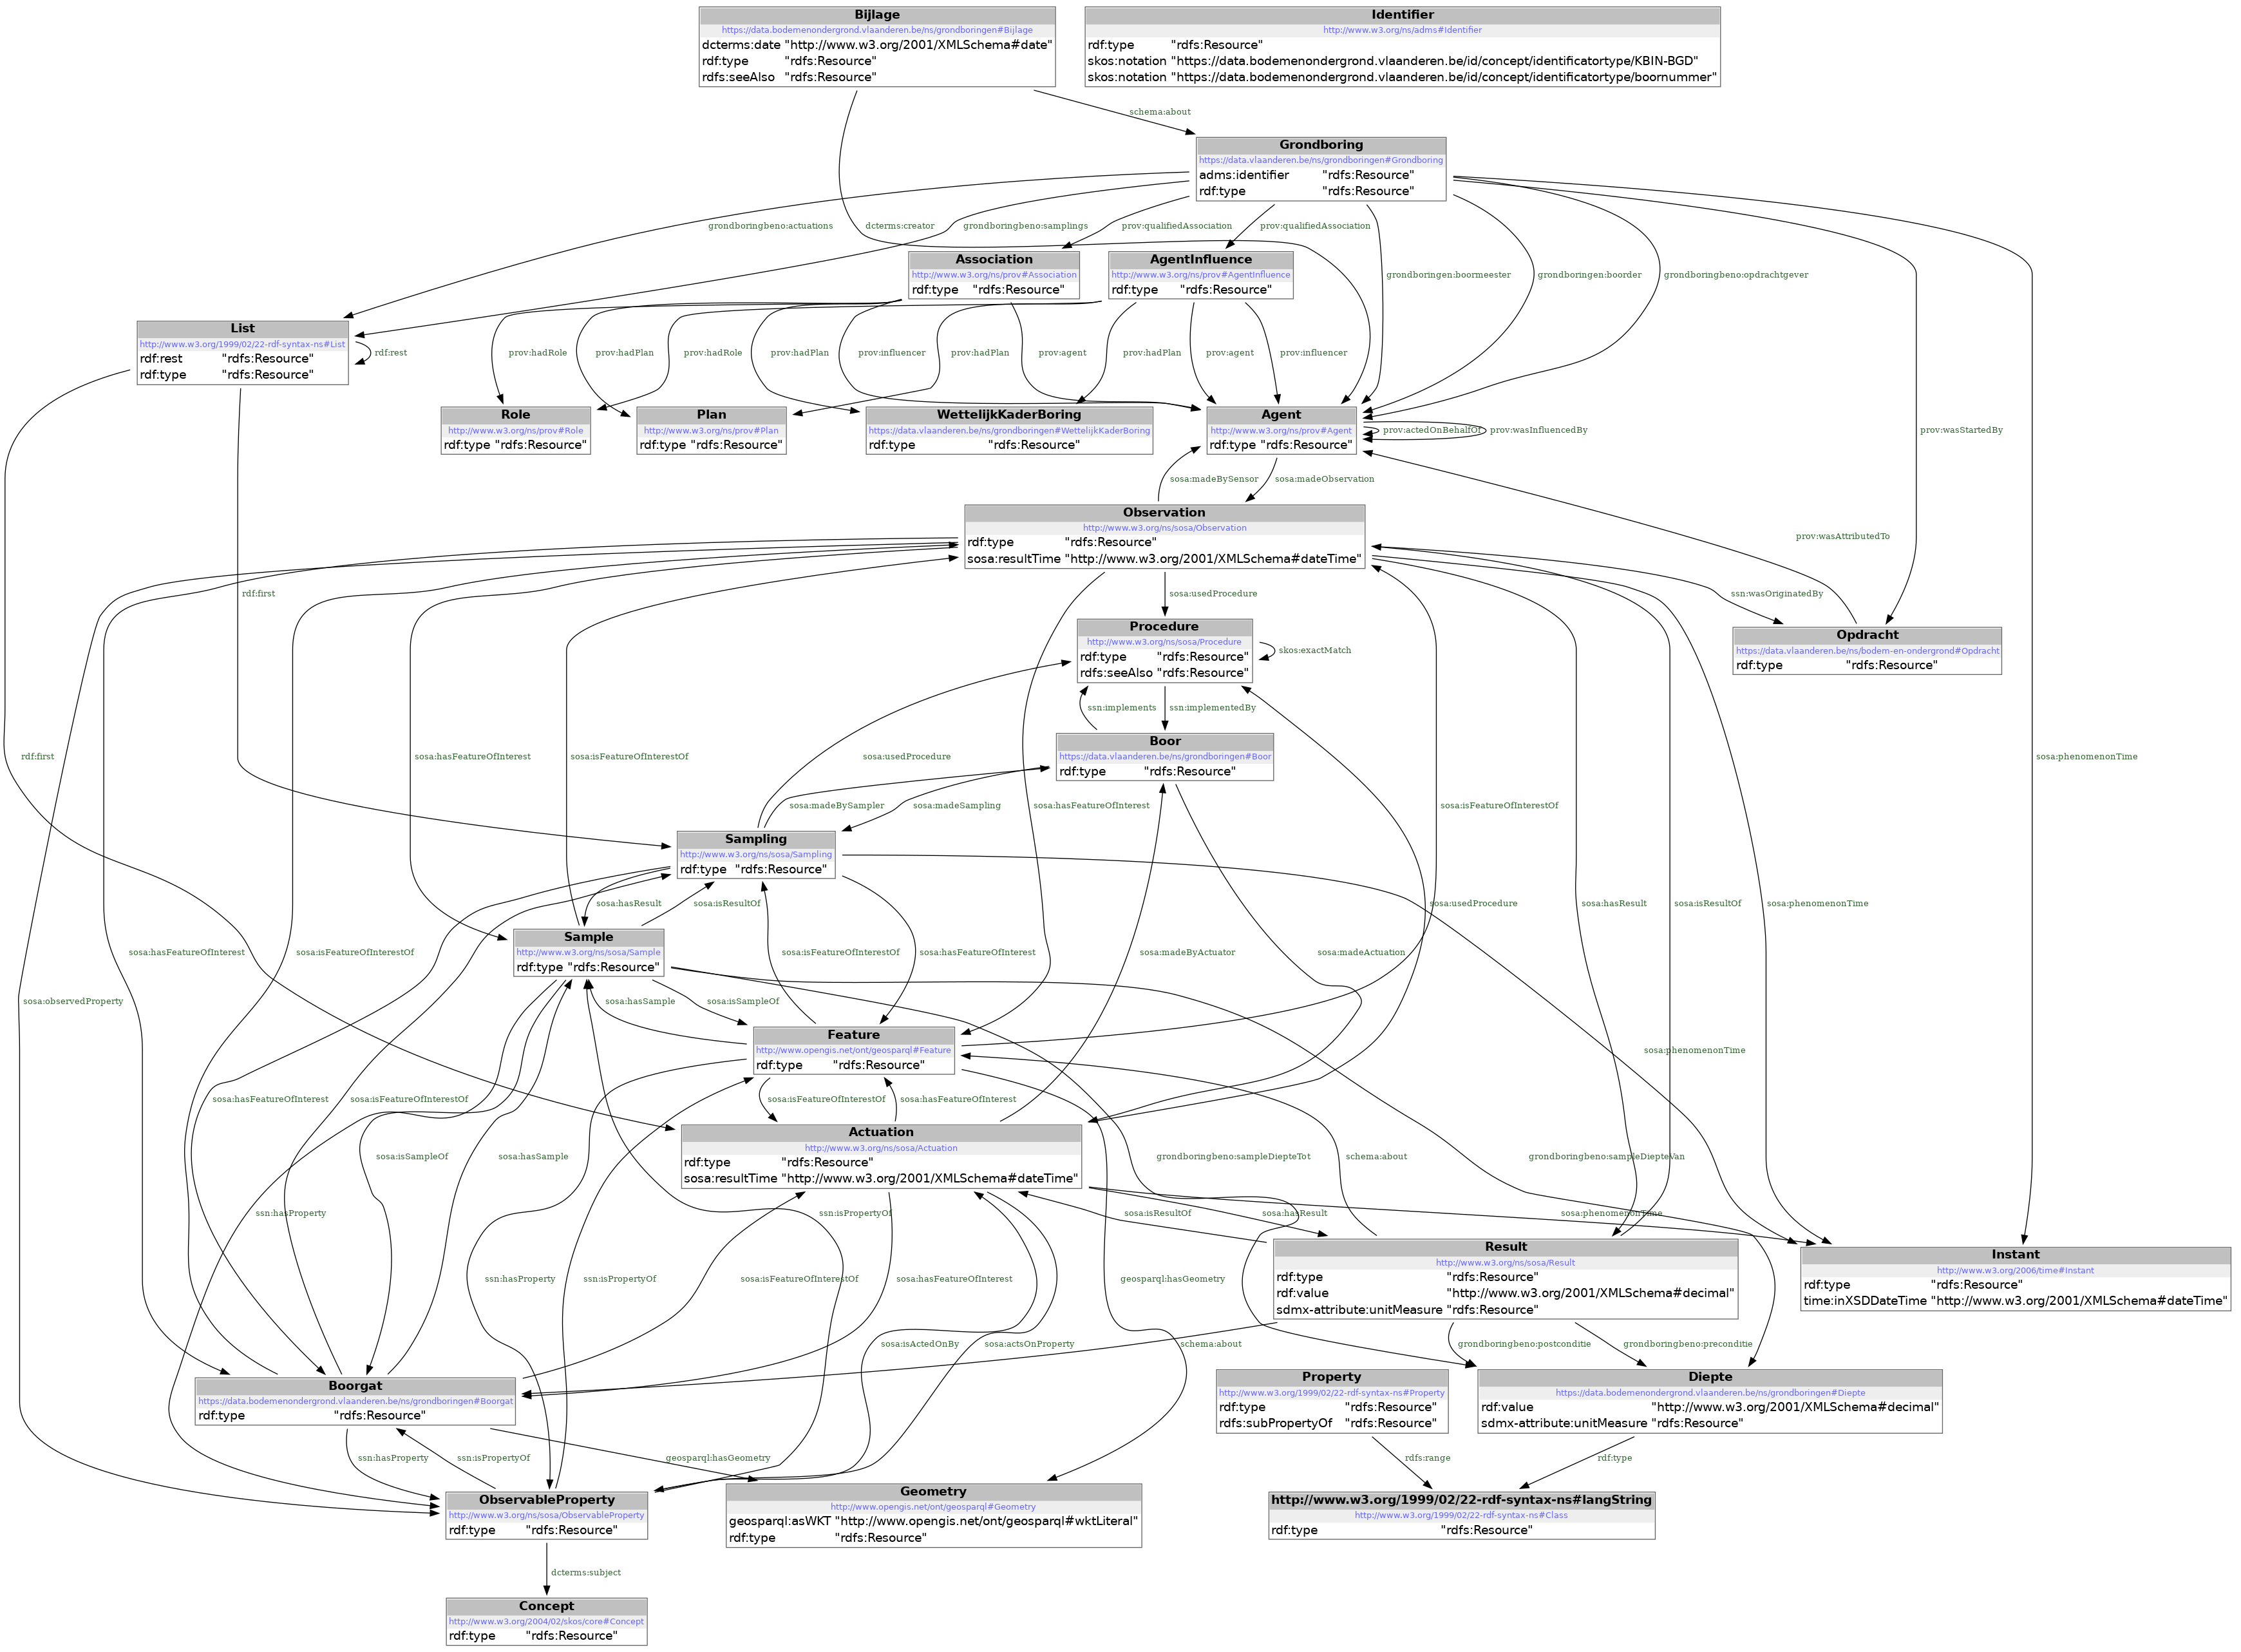 Bijlage
https://data.bodemenondergrond.vlaanderen.be/ns/grondboringen#Bijlage
dcterms:date "http://www.w3.org/2001/XMLSchema#date"
rdf:type "rdfs:Resource"
rdfs:seeAlso "rdfs:Resource"
Identifier
http://www.w3.org/ns/adms#Identifier
rdf:type "rdfs:Resource"
skos:notation "https://data.bodemenondergrond.vlaanderen.be/id/concept/identificatortype/KBIN-BGD"
skos:notation "https://data.bodemenondergrond.vlaanderen.be/id/concept/identificatortype/boornummer"
schema:about
Grondboring
https://data.vlaanderen.be/ns/grondboringen#Grondboring
adms:identifier "rdfs:Resource"
rdf:type "rdfs:Resource"
grondboringbeno:actuations
grondboringbeno:samplings
dcterms:creator
prov:qualifiedAssociation
prov:qualifiedAssociation
Association
http://www.w3.org/ns/prov#Association
rdf:type "rdfs:Resource"
AgentInfluence
http://www.w3.org/ns/prov#AgentInfluence
rdf:type "rdfs:Resource"
grondboringen:boormeester
grondboringen:boorder
grondboringbeno:opdrachtgever
List
http://www.w3.org/1999/02/22-rdf-syntax-ns#List
rdf:rest "rdfs:Resource"
rdf:type "rdfs:Resource"
rdf:rest
prov:hadRole
prov:hadPlan
prov:hadRole
prov:hadPlan
prov:influencer
prov:hadPlan
prov:agent
prov:hadPlan
prov:agent
prov:influencer
Role
http://www.w3.org/ns/prov#Role
rdf:type "rdfs:Resource"
Plan
http://www.w3.org/ns/prov#Plan
rdf:type "rdfs:Resource"
WettelijkKaderBoring
https://data.vlaanderen.be/ns/grondboringen#WettelijkKaderBoring
rdf:type "rdfs:Resource"
Agent
http://www.w3.org/ns/prov#Agent
rdf:type "rdfs:Resource"
prov:actedOnBehalfOf
prov:wasInfluencedBy
prov:wasStartedBy
sosa:madeBySensor
sosa:madeObservation
Observation
http://www.w3.org/ns/sosa/Observation
rdf:type "rdfs:Resource"
sosa:resultTime "http://www.w3.org/2001/XMLSchema#dateTime"
prov:wasAttributedTo
rdf:first
sosa:usedProcedure
ssn:wasOriginatedBy
Procedure
http://www.w3.org/ns/sosa/Procedure
rdf:type "rdfs:Resource"
rdfs:seeAlso "rdfs:Resource"
skos:exactMatch
Opdracht
https://data.vlaanderen.be/ns/bodem-en-ondergrond#Opdracht
rdf:type "rdfs:Resource"
ssn:implements
ssn:implementedBy
rdf:first
sosa:hasFeatureOfInterest
sosa:isFeatureOfInterestOf
sosa:usedProcedure
Boor
https://data.vlaanderen.be/ns/grondboringen#Boor
rdf:type "rdfs:Resource"
sosa:phenomenonTime
sosa:madeBySampler
sosa:madeSampling
sosa:hasFeatureOfInterest
sosa:isFeatureOfInterestOf
Sampling
http://www.w3.org/ns/sosa/Sampling
rdf:type "rdfs:Resource"
sosa:hasResult
sosa:isResultOf
sosa:usedProcedure
sosa:hasResult
sosa:isResultOf
sosa:phenomenonTime
Sample
http://www.w3.org/ns/sosa/Sample
rdf:type "rdfs:Resource"
sosa:hasFeatureOfInterest
sosa:isFeatureOfInterestOf
sosa:isFeatureOfInterestOf
sosa:hasFeatureOfInterest
sosa:madeByActuator
sosa:madeActuation
sosa:observedProperty
sosa:hasSample
sosa:isSampleOf
Feature
http://www.opengis.net/ont/geosparql#Feature
rdf:type "rdfs:Resource"
sosa:phenomenonTime
sosa:hasFeatureOfInterest
sosa:isFeatureOfInterestOf
sosa:isFeatureOfInterestOf
sosa:hasFeatureOfInterest
Actuation
http://www.w3.org/ns/sosa/Actuation
rdf:type "rdfs:Resource"
sosa:resultTime "http://www.w3.org/2001/XMLSchema#dateTime"
sosa:isSampleOf
sosa:hasSample
grondboringbeno:sampleDiepteTot
schema:about
grondboringbeno:sampleDiepteVan
ssn:hasProperty
ssn:isPropertyOf
sosa:isResultOf
sosa:hasResult
sosa:phenomenonTime
Result
http://www.w3.org/ns/sosa/Result
rdf:type "rdfs:Resource"
rdf:value "http://www.w3.org/2001/XMLSchema#decimal"
sdmx-attribute:unitMeasure "rdfs:Resource"
Instant
http://www.w3.org/2006/time#Instant
rdf:type "rdfs:Resource"
time:inXSDDateTime "http://www.w3.org/2001/XMLSchema#dateTime"
ssn:hasProperty
ssn:isPropertyOf
sosa:isFeatureOfInterestOf
sosa:hasFeatureOfInterest
geosparql:hasGeometry
sosa:isActedOnBy
sosa:actsOnProperty
schema:about
grondboringbeno:postconditie
grondboringbeno:preconditie
Boorgat
https://data.bodemenondergrond.vlaanderen.be/ns/grondboringen#Boorgat
rdf:type "rdfs:Resource"
Property
http://www.w3.org/1999/02/22-rdf-syntax-ns#Property
rdf:type "rdfs:Resource"
rdfs:subPropertyOf "rdfs:Resource"
Diepte
https://data.bodemenondergrond.vlaanderen.be/ns/grondboringen#Diepte
rdf:value "http://www.w3.org/2001/XMLSchema#decimal"
sdmx-attribute:unitMeasure "rdfs:Resource"
ssn:hasProperty
ssn:isPropertyOf
geosparql:hasGeometry
rdfs:range
rdf:type
ObservableProperty
http://www.w3.org/ns/sosa/ObservableProperty
rdf:type "rdfs:Resource"
Geometry
http://www.opengis.net/ont/geosparql#Geometry
geosparql:asWKT "http://www.opengis.net/ont/geosparql#wktLiteral"
rdf:type "rdfs:Resource"
http://www.w3.org/1999/02/22-rdf-syntax-ns#langString
http://www.w3.org/1999/02/22-rdf-syntax-ns#Class
rdf:type "rdfs:Resource"
dcterms:subject
Concept
http://www.w3.org/2004/02/skos/core#Concept
rdf:type "rdfs:Resource"